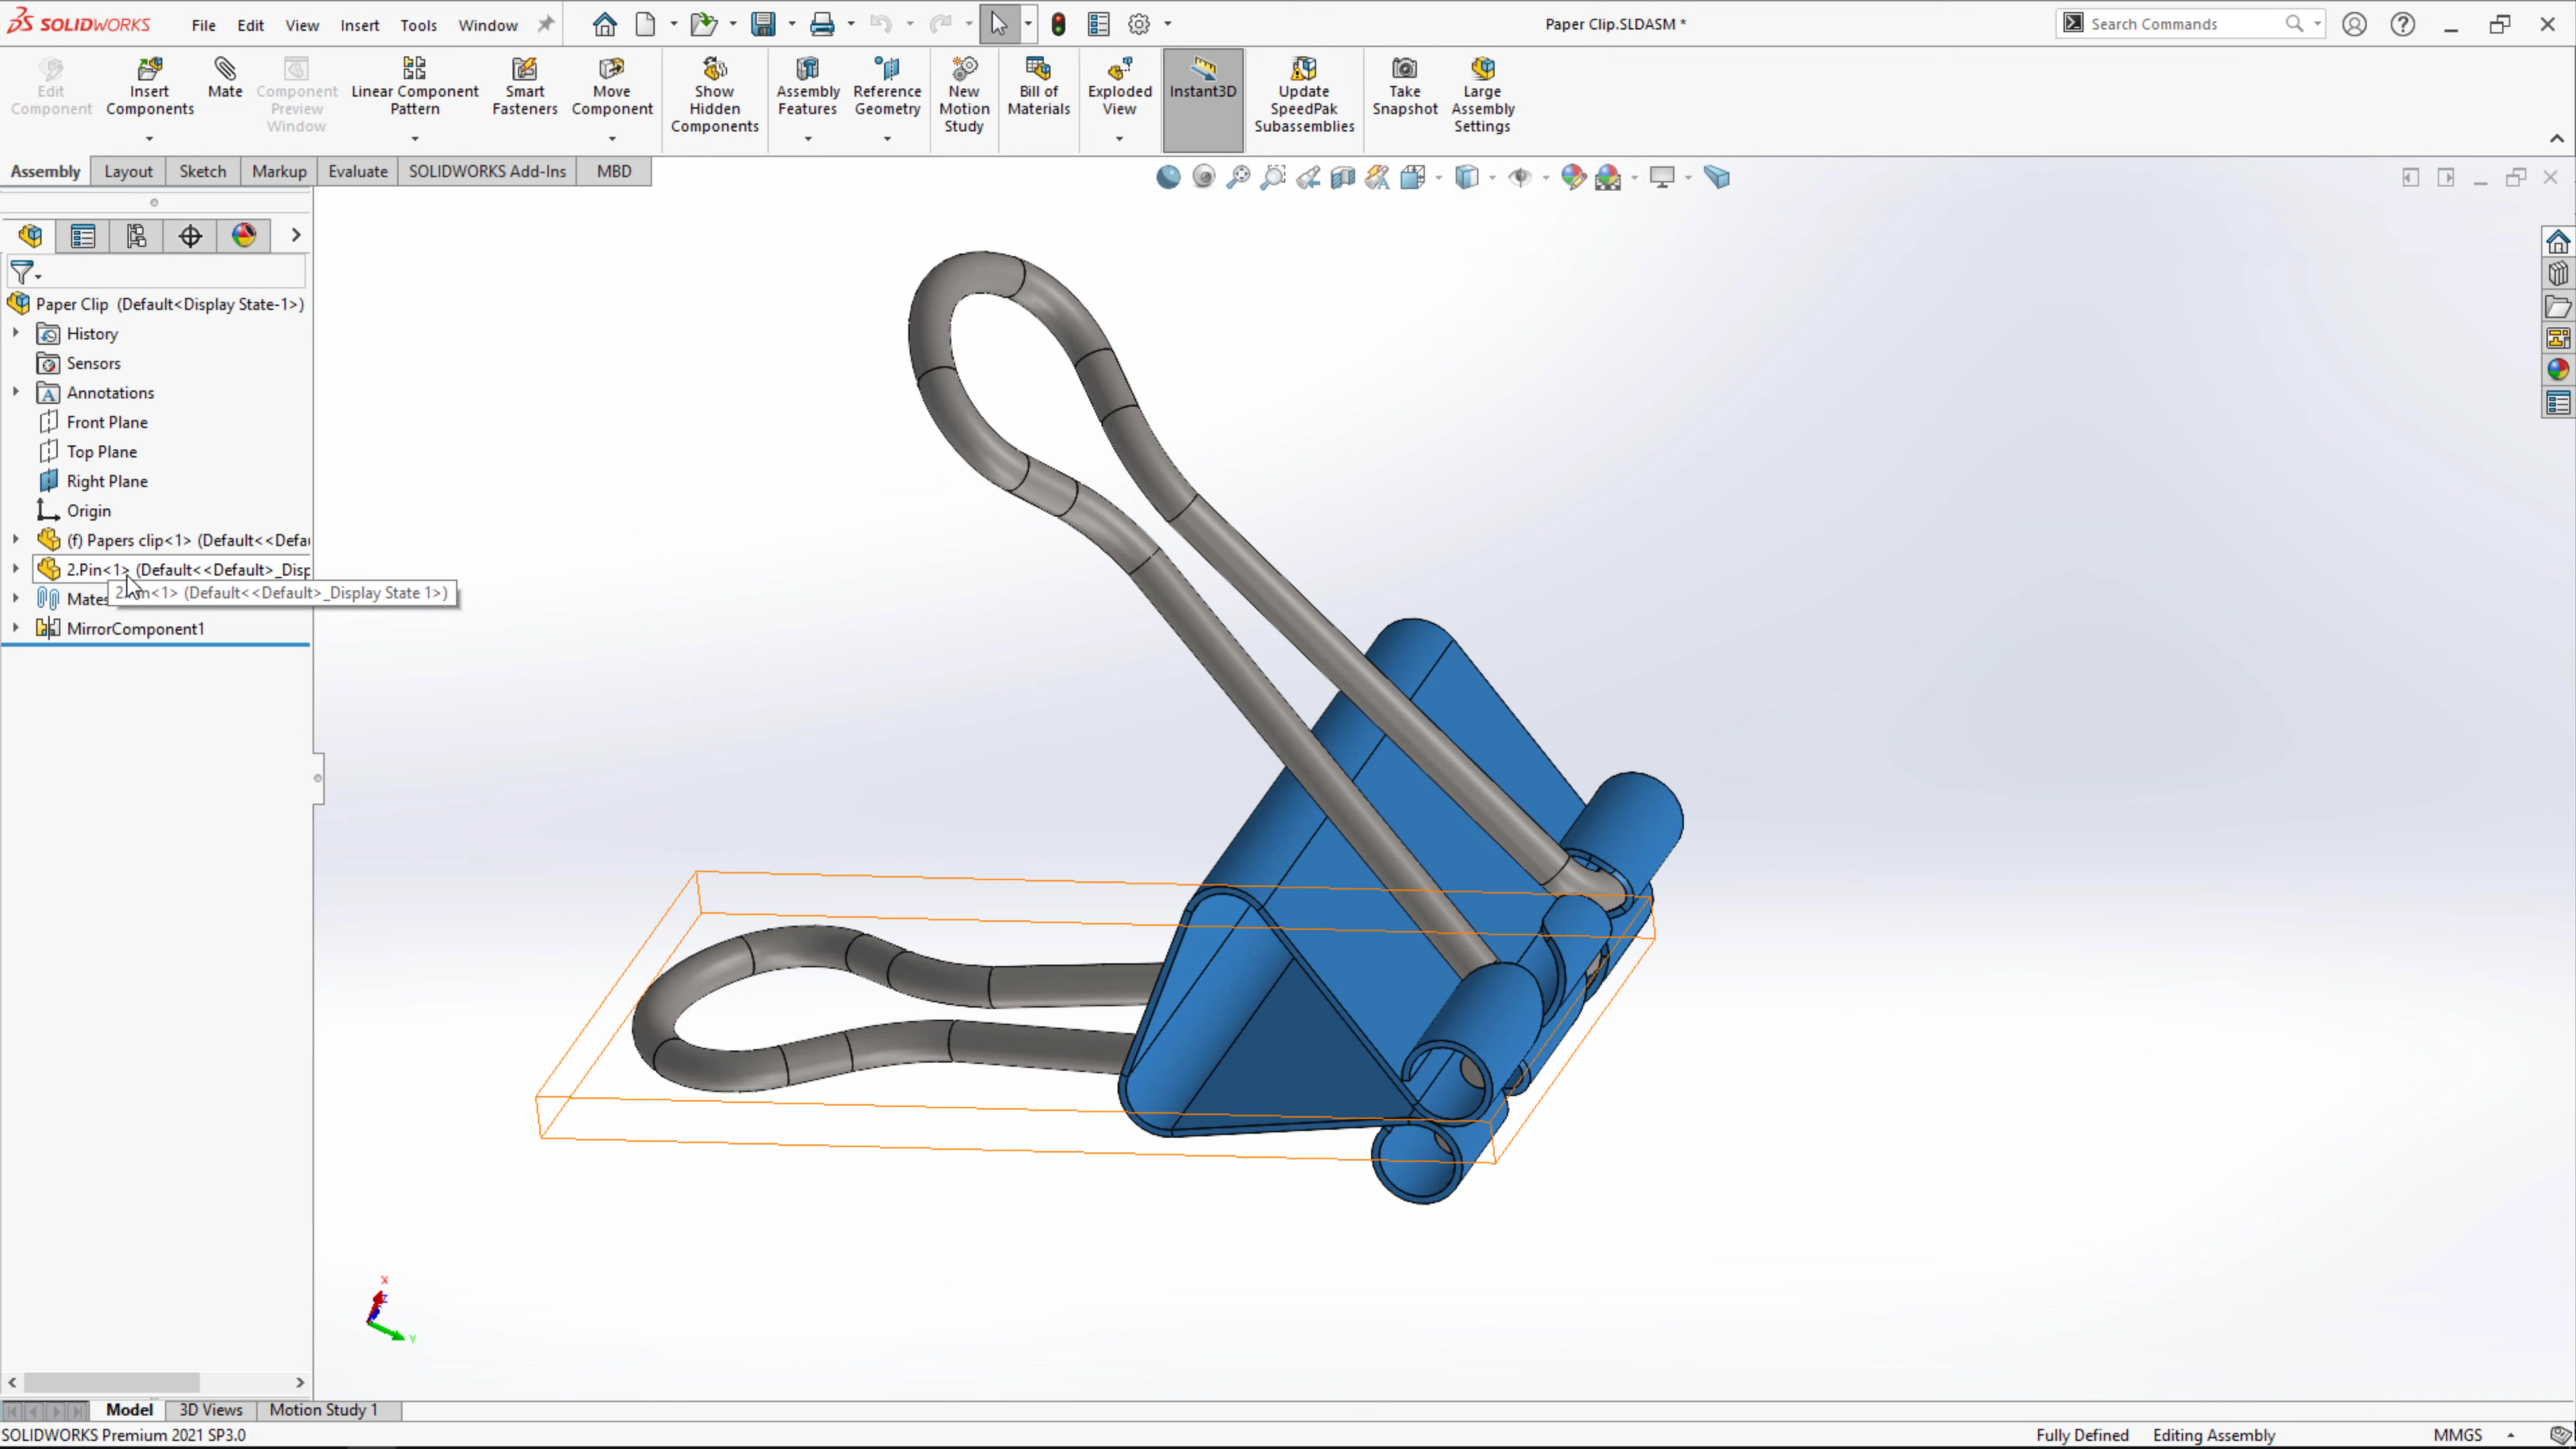 SOLIDWORKS File Edit View Insert Tools Window Paper Clip.SLDASM * Search Commands
Edit Component
Insert Components
Mate
Component Preview Window
Linear Component Pattern
Smart Fasteners
Move Component
Show Hidden Components
Assembly Features
Reference Geometry
New Motion Study
Bill of Materials
Exploded View
Instant3D
Update SpeedPak Subassemblies
Take Snapshot
Large Assembly Settings
Assembly Layout Sketch Markup Evaluate SOLIDWORKS Add-Ins MBD
Paper Clip (Default<Display State-1>)
History
Sensors
Annotations
Front Plane
Top Plane
Right Plane
Origin
(f) Papers clip<1> (Default<<Defau
2.Pin<1> (Default<<Default>_Disp
Mates
(Default<<Default>_Display State 1>)
MirrorComponent1
X
Z
Y
Model 3D Views Motion Study 1
SOLIDWORKS Premium 2021 SP3.0 Fully Defined Editing Assembly MMGS